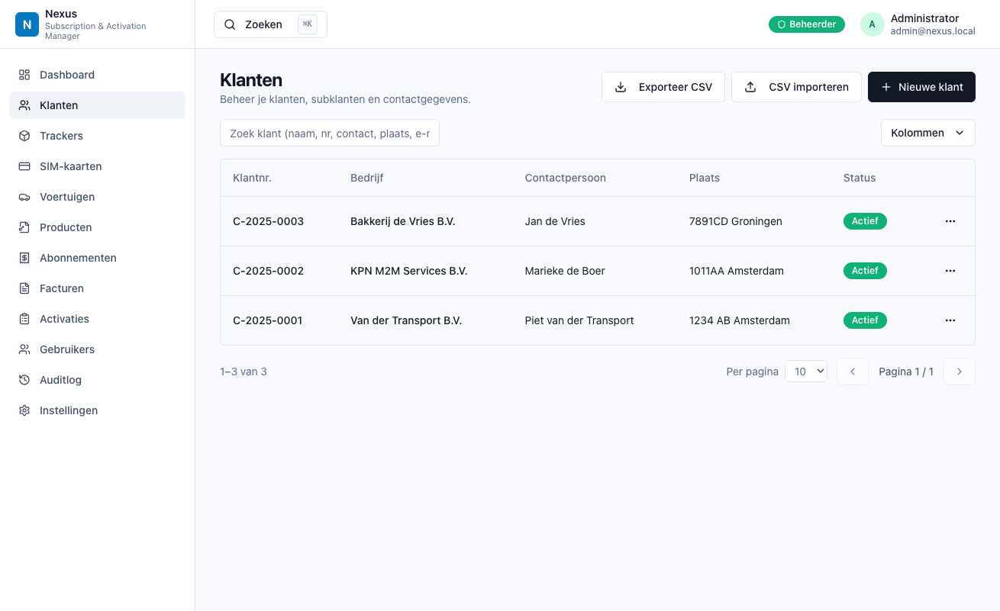 N
Nexus
Subscription & Activation
Manager
Zoeken
⌘K
Beheerder
A
Administrator
admin@nexus.local
Dashboard
Klanten
Trackers
SIM-kaarten
Voertuigen
Producten
Abonnementen
Facturen
Activaties
Gebruikers
Auditlog
Instellingen
Klanten
Beheer je klanten, subklanten en contactgegevens.
Exporteer CSV
CSV importeren
Nieuwe klant
Zoek klant (naam, nr, contact, plaats, e-r
Kolommen
Klantnr. Bedrijf Contactpersoon Plaats Status
C-2025-0003 Bakkerij de Vries B.V. Jan de Vries 7891CD Groningen Actief
C-2025-0002 KPN M2M Services B.V. Marieke de Boer 1011AA Amsterdam Actief
C-2025-0001 Van der Transport B.V. Piet van der Transport 1234 AB Amsterdam Actief
1–3 van 3
Per pagina 10
Pagina 1 / 1